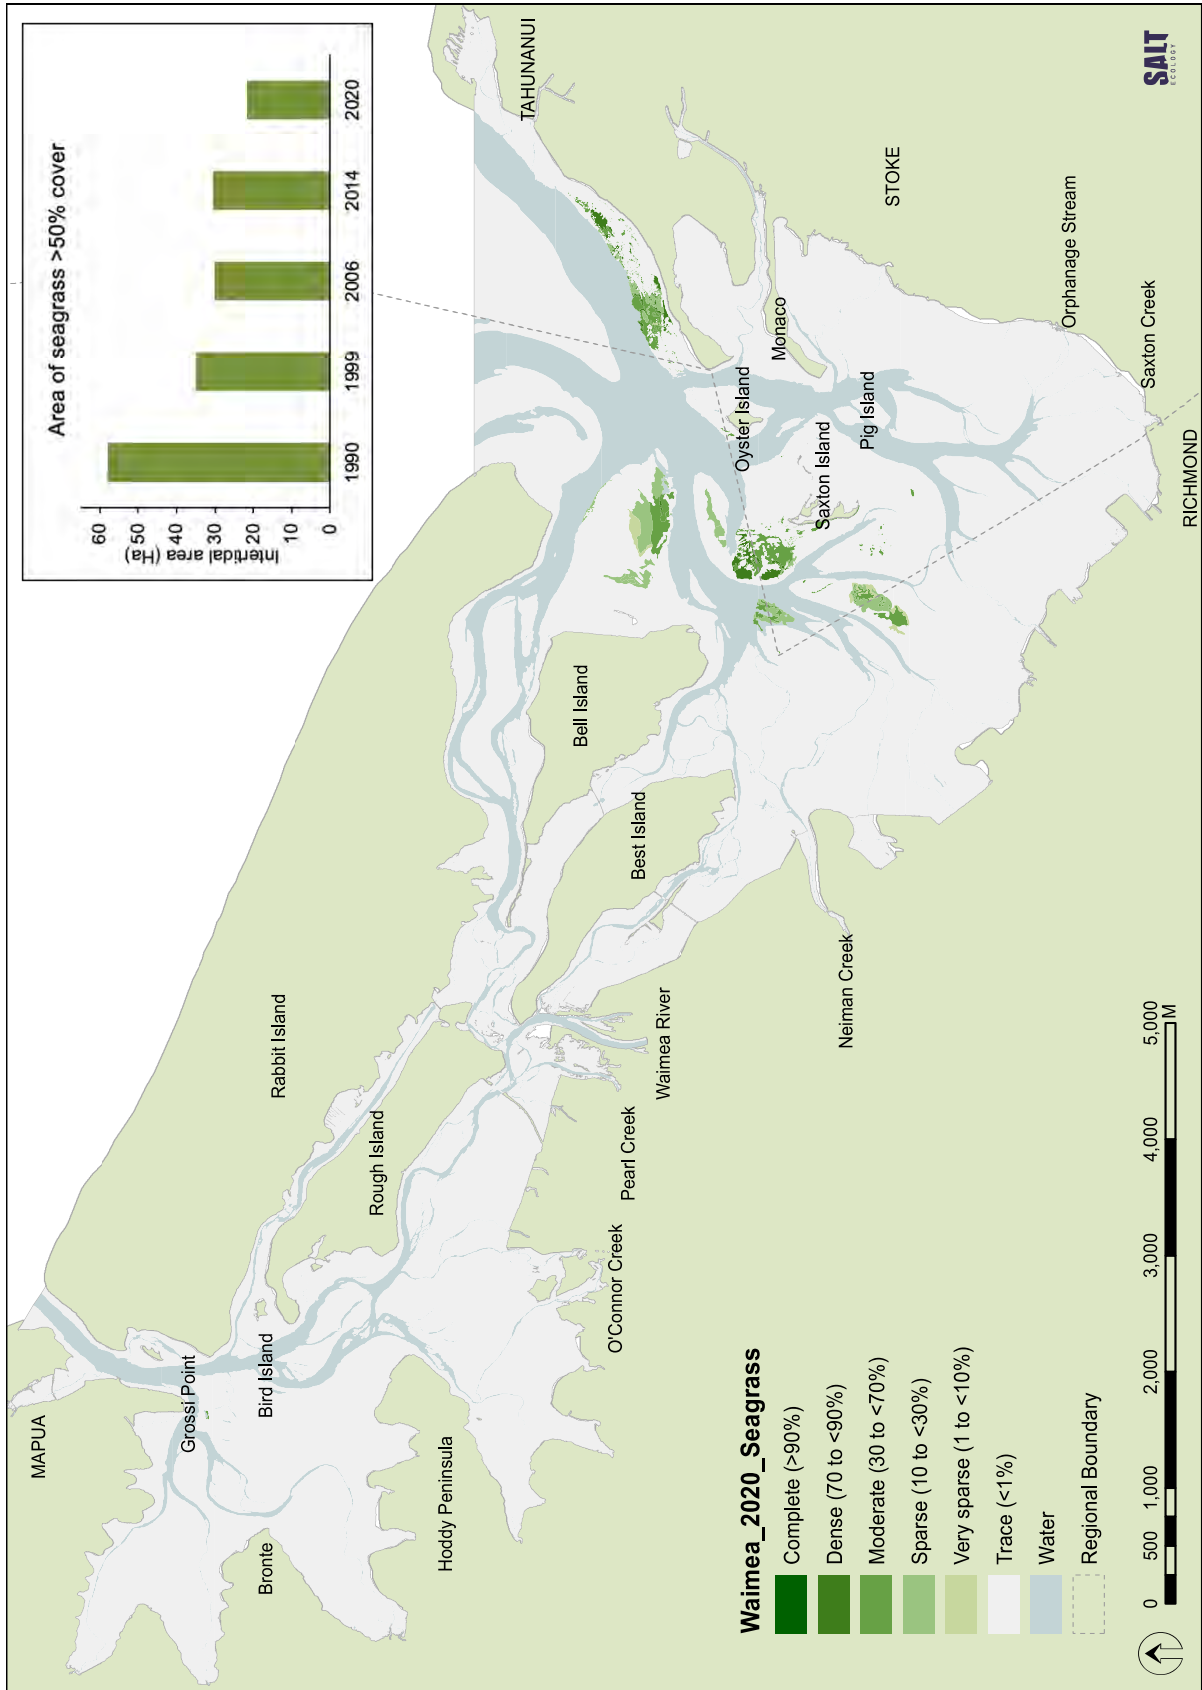 Area of seagrass >50% cover
Intertidal area (Ha)
60
50
40
30
20
10
0
1990
1999
2006
2014
2020
MAPUA
Grossi Point
Bird Island
Bronte
Hoddy Peninsula
Rabbit Island
Rough Island
O'Connor Creek
Pearl Creek
Waimea River
Neiman Creek
Best Island
Bell Island
TAHUNANUI
STOKE
Monaco
Oyster Island
Saxton Island
Pig Island
Orphanage Stream
Saxton Creek
RICHMOND
Waimea_2020_Seagrass
Complete (>90%)
Dense (70 to <90%)
Moderate (30 to <70%)
Sparse (10 to <30%)
Very sparse (1 to <10%)
Trace (<1%)
Water
Regional Boundary
0 500 1,000 2,000 3,000 4,000 5,000
M
SALT
ECOLOGY